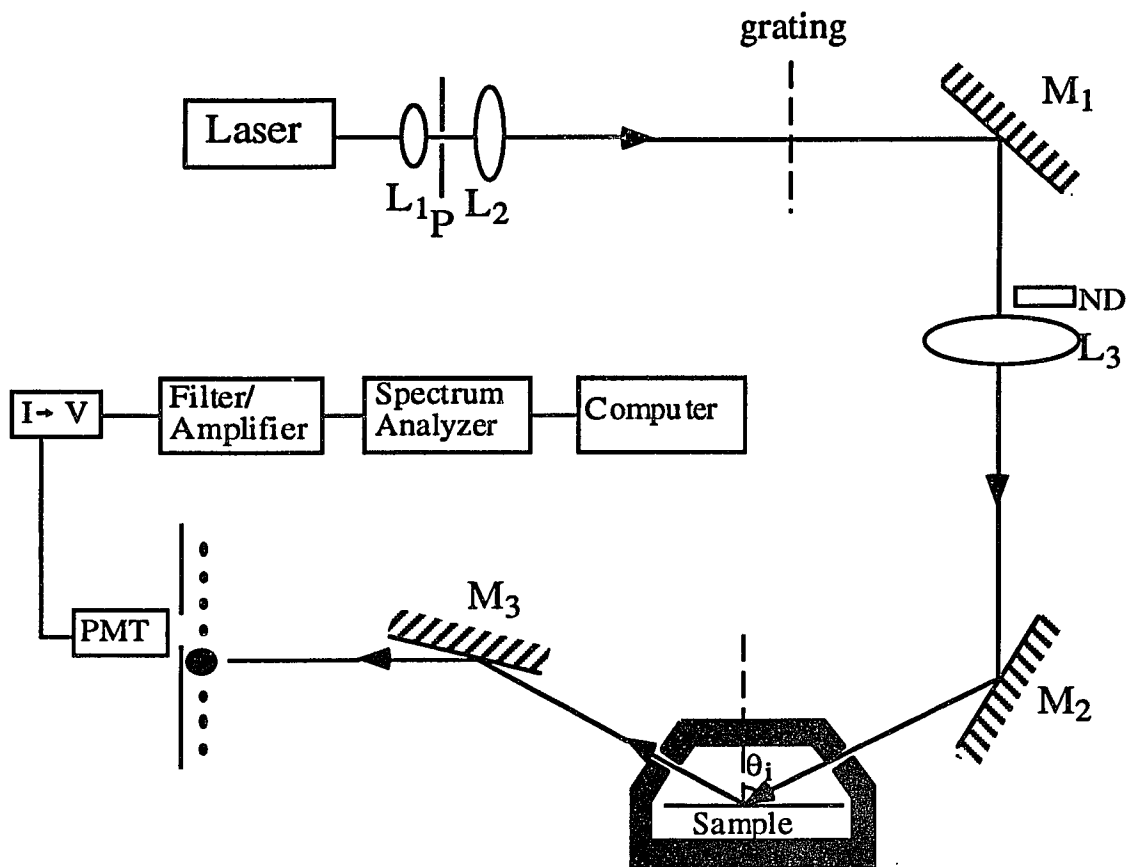 grating
M1
Laser
L1
P
L2
ND
L3
I→ V
Filter/
Amplifier
Spectrum
Analyzer
Computer
M3
PMT
M2
θi
Sample